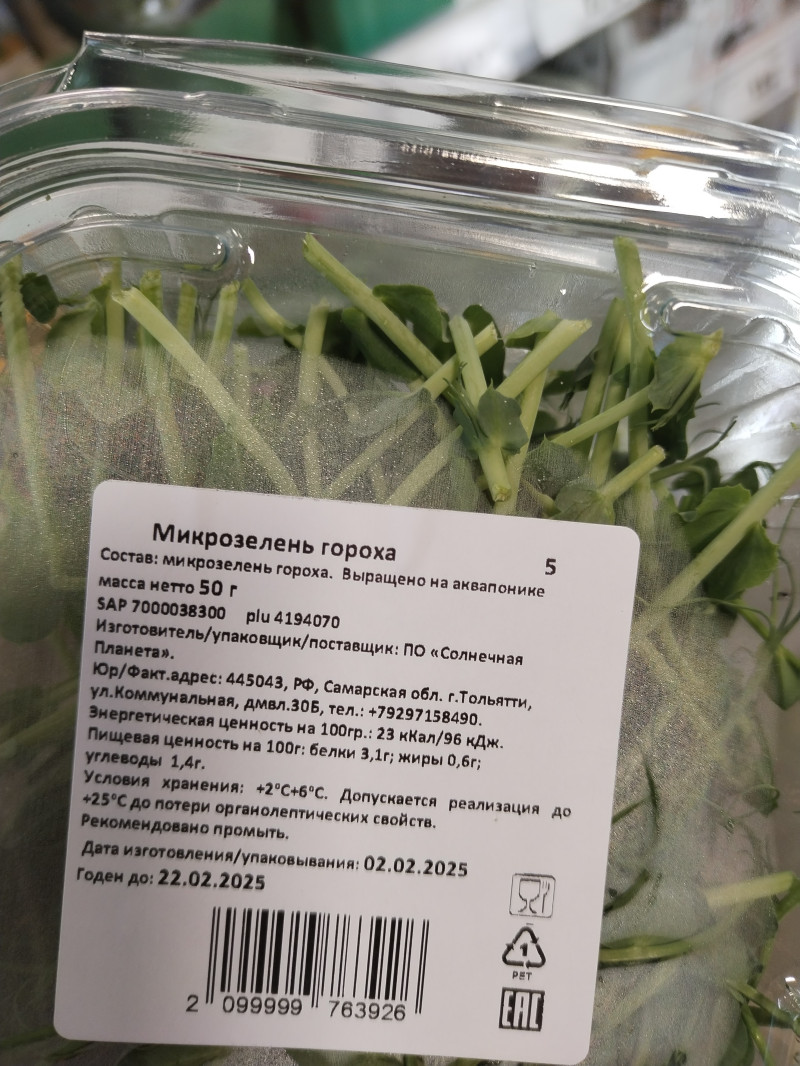 Микрозелень гороха 5
Состав: микрозелень гороха. Выращено на аквапонике
масса нетто 50 г
SAP 7000038300 plu 4194070
Изготовитель/упаковщик/поставщик: ПО «Солнечная
Планета».
Юр/Факт.адрес: 445043, РФ, Самарская обл. г.Тольятти,
ул.Коммунальная, дмвл.30Б, тел.: +79297158490.
Энергетическая ценность на 100гр.: 23 кКал/96 кДж.
Пищевая ценность на 100г: белки 3,1г; жиры 0,6г;
углеводы 1,4г.
Условия хранения: +2°С+6°С. Допускается реализация до
+25°С до потери органолептических свойств.
Рекомендовано промыть.
Дата изготовления/упаковывания: 02.02.2025
Годен до: 22.02.2025
1
PET
EAC
2 099999 763926